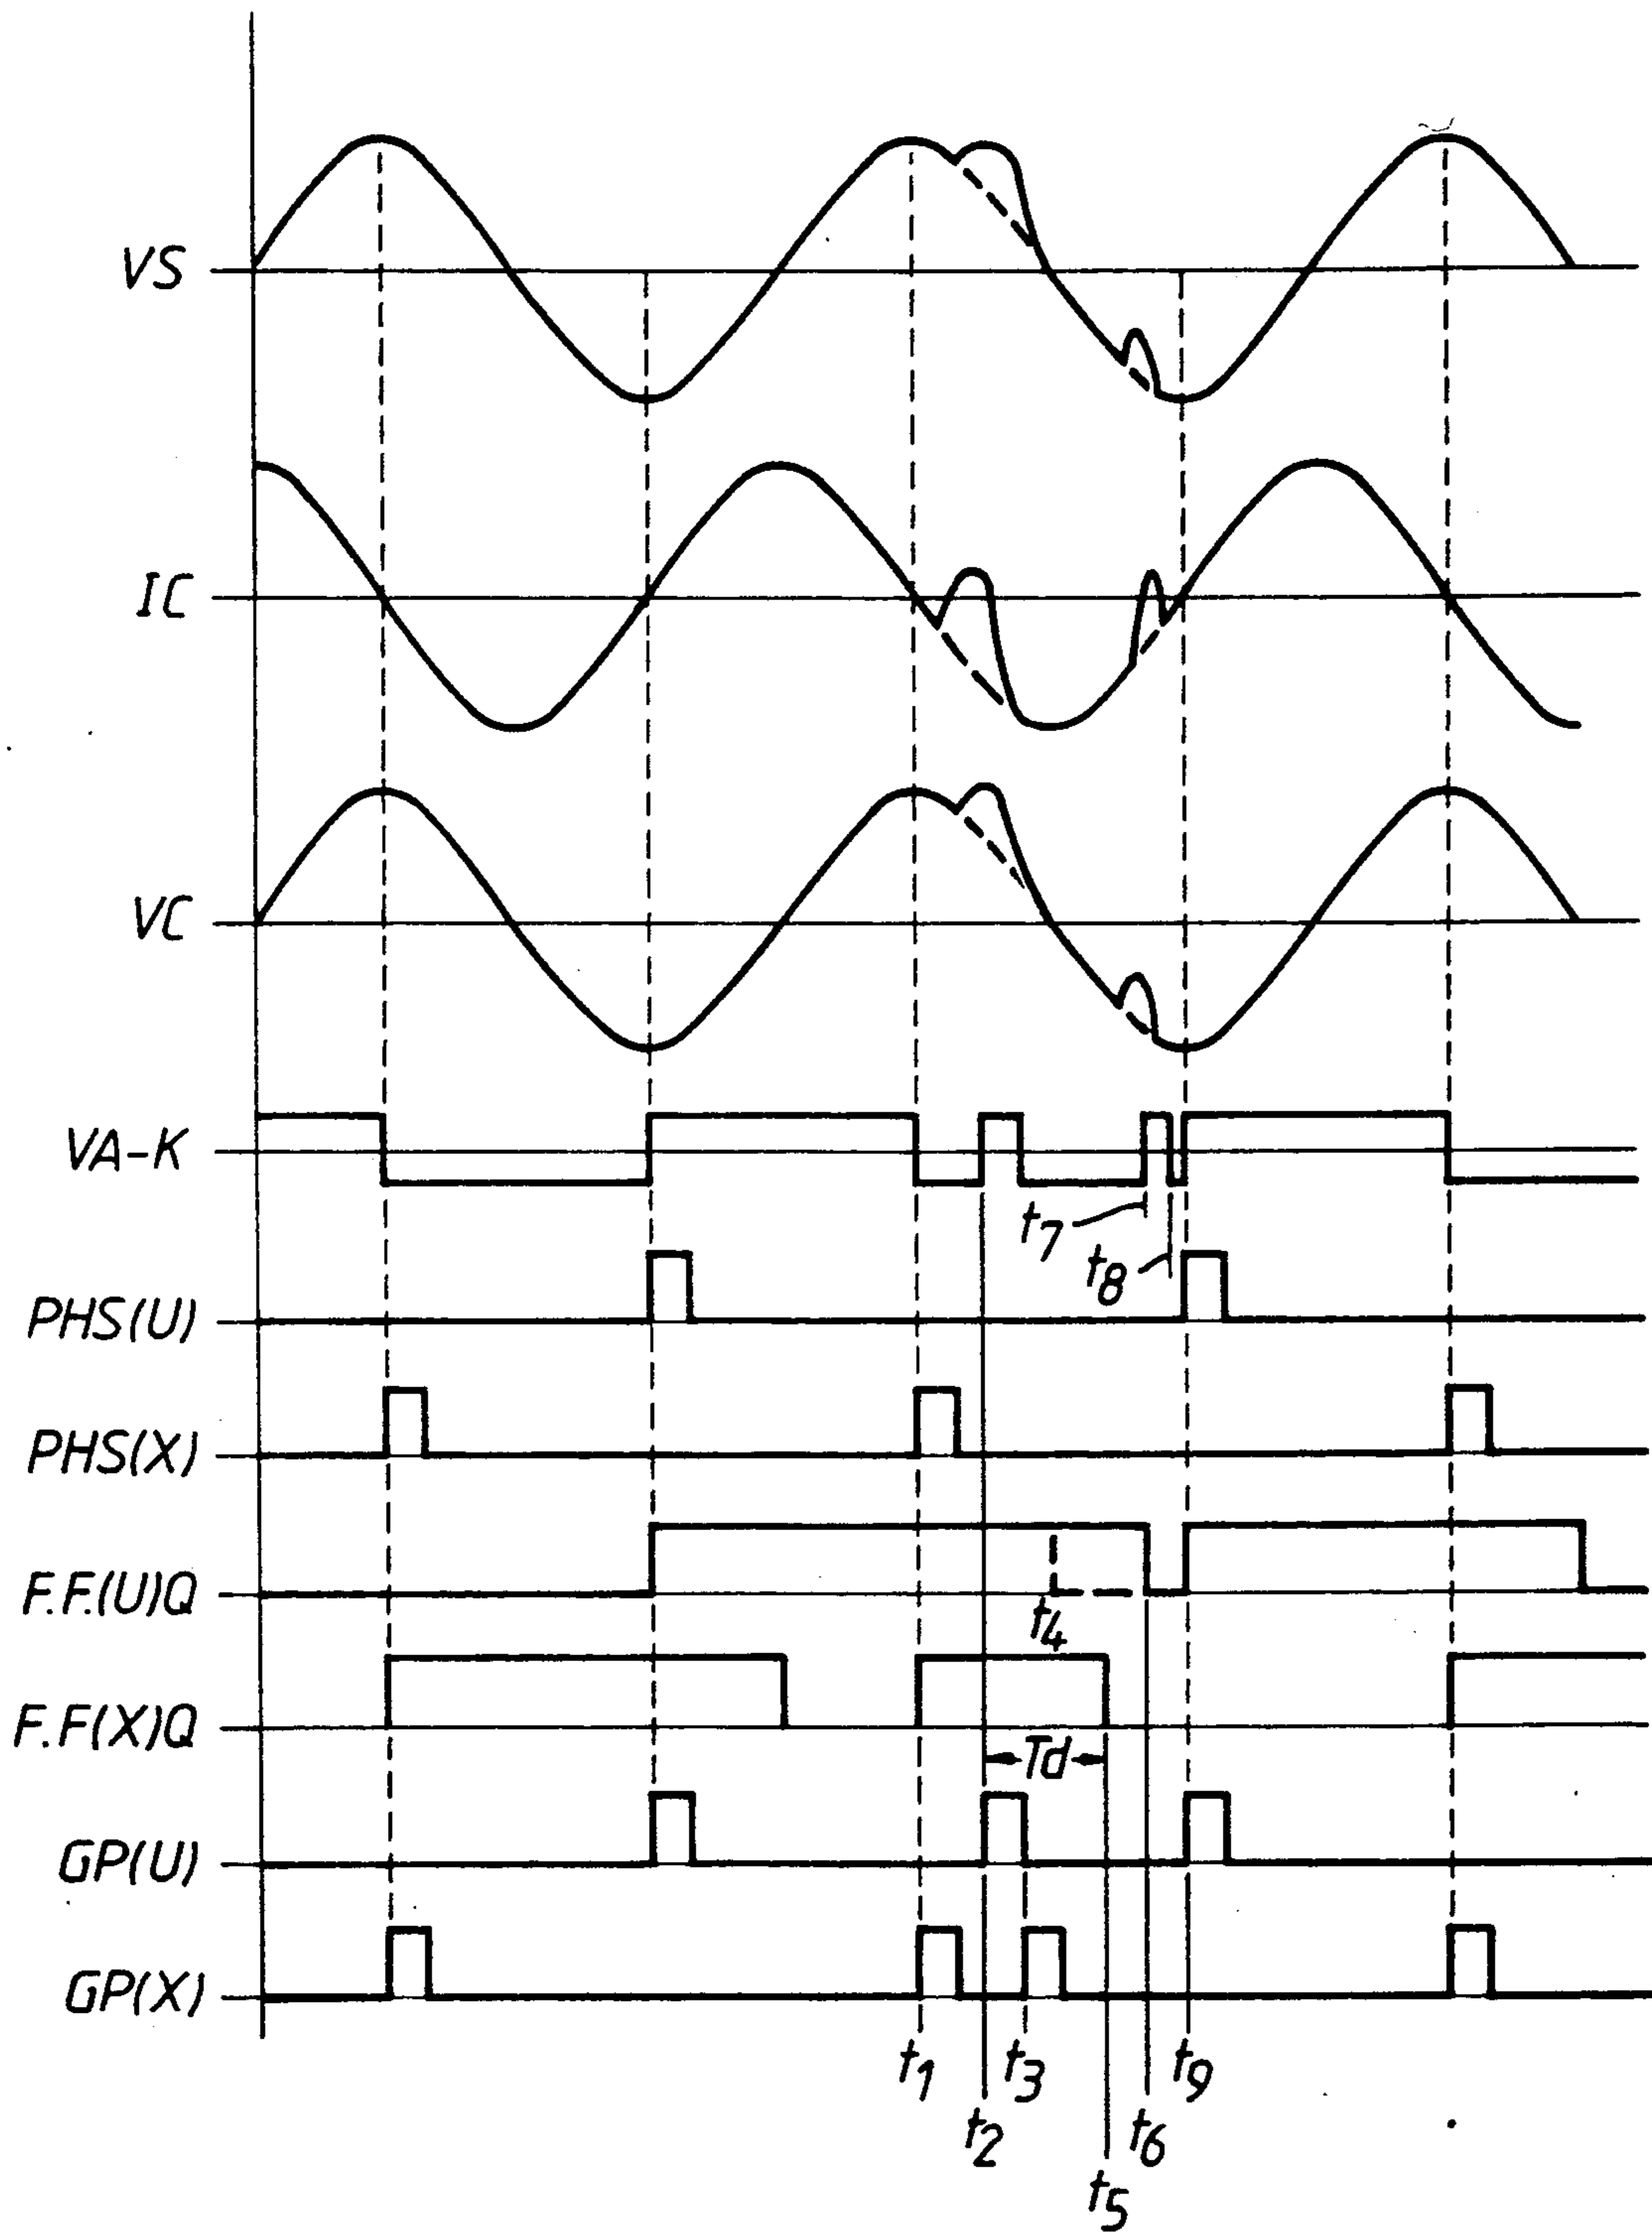 VS
IC
VC
VA-K
t7
t8
PHS(U)
PHS(X)
F.F.(U)Q
t4
F.F(X)Q
Td
GP(U)
GP(X)
t1
t3
t9
t2
t6
t5